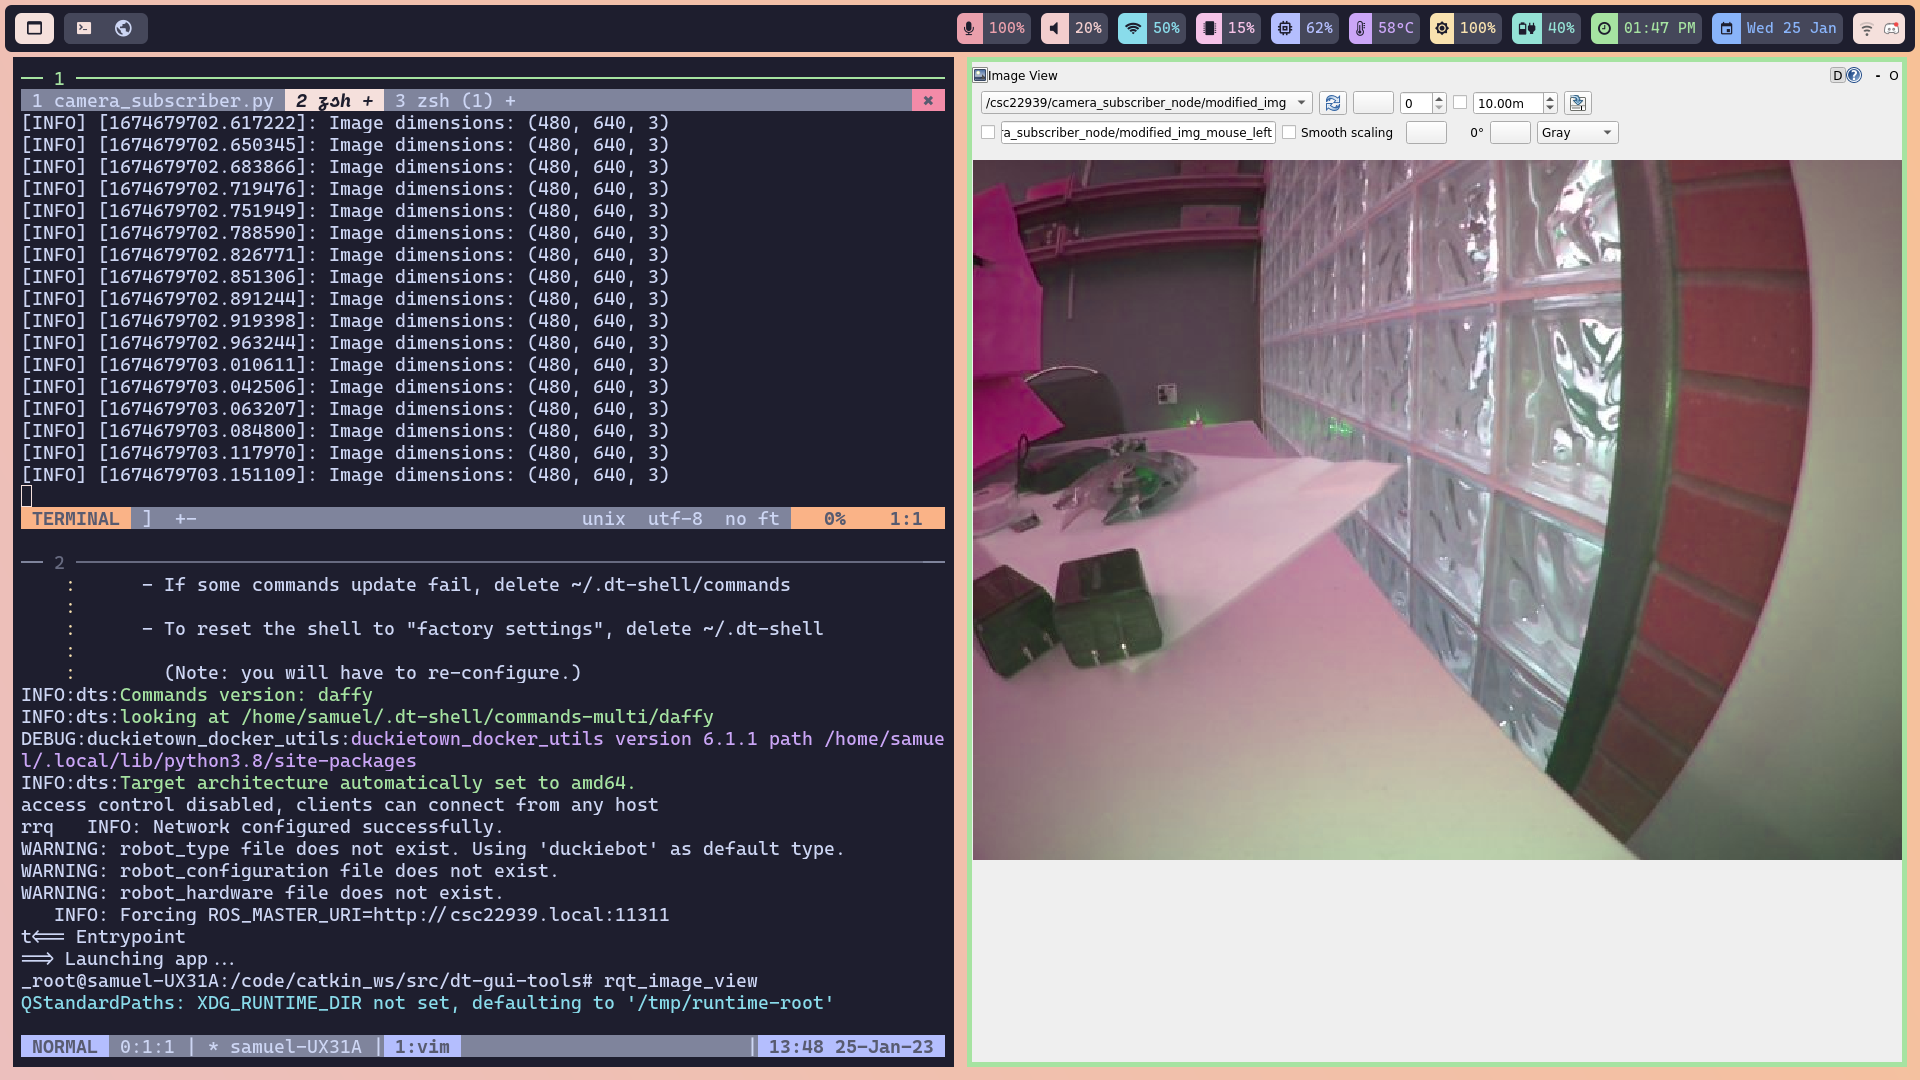 100%
20%
50%
15%
62%
58°C
100%
40%
01:47 PM
Wed 25 Jan
1
1 camera_subscriber.py 2 zsh + 3 zsh (1) +
[INFO] [1674679702.617222]: Image dimensions: (480, 640, 3)
[INFO] [1674679702.650345]: Image dimensions: (480, 640, 3)
[INFO] [1674679702.683866]: Image dimensions: (480, 640, 3)
[INFO] [1674679702.719476]: Image dimensions: (480, 640, 3)
[INFO] [1674679702.751949]: Image dimensions: (480, 640, 3)
[INFO] [1674679702.788590]: Image dimensions: (480, 640, 3)
[INFO] [1674679702.826771]: Image dimensions: (480, 640, 3)
[INFO] [1674679702.851306]: Image dimensions: (480, 640, 3)
[INFO] [1674679702.891244]: Image dimensions: (480, 640, 3)
[INFO] [1674679702.919398]: Image dimensions: (480, 640, 3)
[INFO] [1674679702.963244]: Image dimensions: (480, 640, 3)
[INFO] [1674679703.010611]: Image dimensions: (480, 640, 3)
[INFO] [1674679703.042506]: Image dimensions: (480, 640, 3)
[INFO] [1674679703.063207]: Image dimensions: (480, 640, 3)
[INFO] [1674679703.084800]: Image dimensions: (480, 640, 3)
[INFO] [1674679703.117970]: Image dimensions: (480, 640, 3)
[INFO] [1674679703.151109]: Image dimensions: (480, 640, 3)
TERMINAL ] +- unix utf-8 no ft 0% 1:1
2
: - If some commands update fail, delete ~/.dt-shell/commands
:
: - To reset the shell to "factory settings", delete ~/.dt-shell
:
: (Note: you will have to re-configure.)
INFO:dts:Commands version: daffy
INFO:dts:looking at /home/samuel/.dt-shell/commands-multi/daffy
DEBUG:duckietown_docker_utils:duckietown_docker_utils version 6.1.1 path /home/samue
l/.local/lib/python3.8/site-packages
INFO:dts:Target architecture automatically set to amd64.
access control disabled, clients can connect from any host
rrq   INFO: Network configured successfully.
WARNING: robot_type file does not exist. Using 'duckiebot' as default type.
WARNING: robot_configuration file does not exist.
WARNING: robot_hardware file does not exist.
INFO: Forcing ROS_MASTER_URI=http://csc22939.local:11311
t<== Entrypoint
==> Launching app...
_root@samuel-UX31A:/code/catkin_ws/src/dt-gui-tools# rqt_image_view
QStandardPaths: XDG_RUNTIME_DIR not set, defaulting to '/tmp/runtime-root'
NORMAL 0:1:1 | * samuel-UX31A | 1:vim | 13:48 25-Jan-23
Image View
D ? - O
/csc22939/camera_subscriber_node/modified_img 0 10.00m
ra_subscriber_node/modified_img_mouse_left Smooth scaling 0° Gray